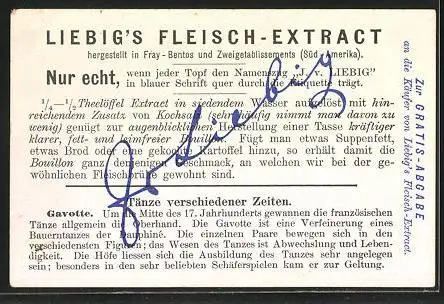 LIEBIG'S FLEISCH-EXTRACT
hergestellt in Fray-Bentos und Zweigetablissements (Süd-Amerika).
Nur echt, wenn jeder Topf den Namenszug „J. v. LIEBIG”
in blauer Schrift quer durch die Etiquette trägt.
¼—½ Theelöffel Extract in siedendem Wasser aufgelöst mit hin-
reichendem Zusatz von Kochsalz (sehr häufig nimmt man davon zu
wenig) genügt zur augenblicklichen Herstellung einer Tasse kräftiger
klarer, fett- und leimfreier Bouillon. Fügt man etwas Suppenfett,
etwas Brod oder eine gekochte Kartoffel hinzu, so erhält damit die
Bouillon ganz denjenigen Geschmack, an welchen wir bei der ge-
wöhnlichen Fleischbrühe gewohnt sind.
Tänze verschiedener Zeiten.
Gavotte. Um die Mitte des 17. Jahrhunderts gewannen die französischen
Tänze allgemein die Oberhand. Die Gavotte ist eine Verfeinerung eines
Bauerntanzes der Dauphiné. Die einzelnen Paare bewegen sich in den
verschiedensten Figuren; das Wesen des Tanzes ist Abwechslung und Leben-
digkeit. Die Höfe liessen sich die Ausbildung des Tanzes sehr angelegen
sein; besonders in den sehr beliebten Schäferspielen kam er zur Geltung.
J v Liebig
Zur GRATIS-ABGABE
an die Käufer von Liebig's Fleisch-Extract.